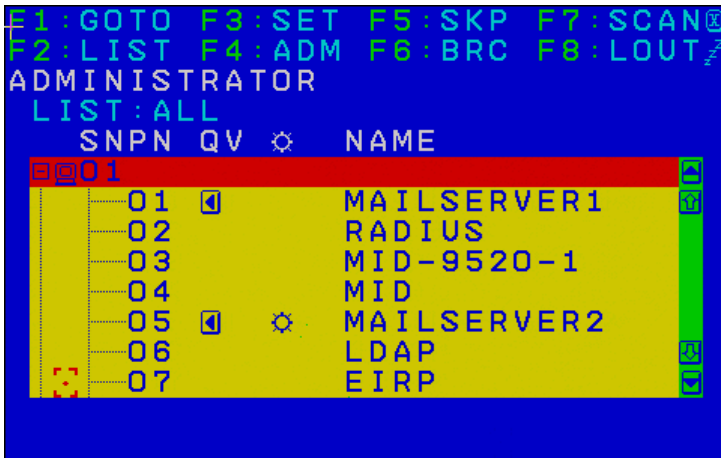 F1:GOTO F3:SET F5:SKP F7:SCAN
F2:LIST F4:ADM F6:BRC F8:LOUT zz
ADMINISTRATOR
LIST:ALL
SNPN QV NAME
01
01 MAILSERVER1
02 RADIUS
03 MID-9520-1
04 MID
05 MAILSERVER2
06 LDAP
07 EIRP